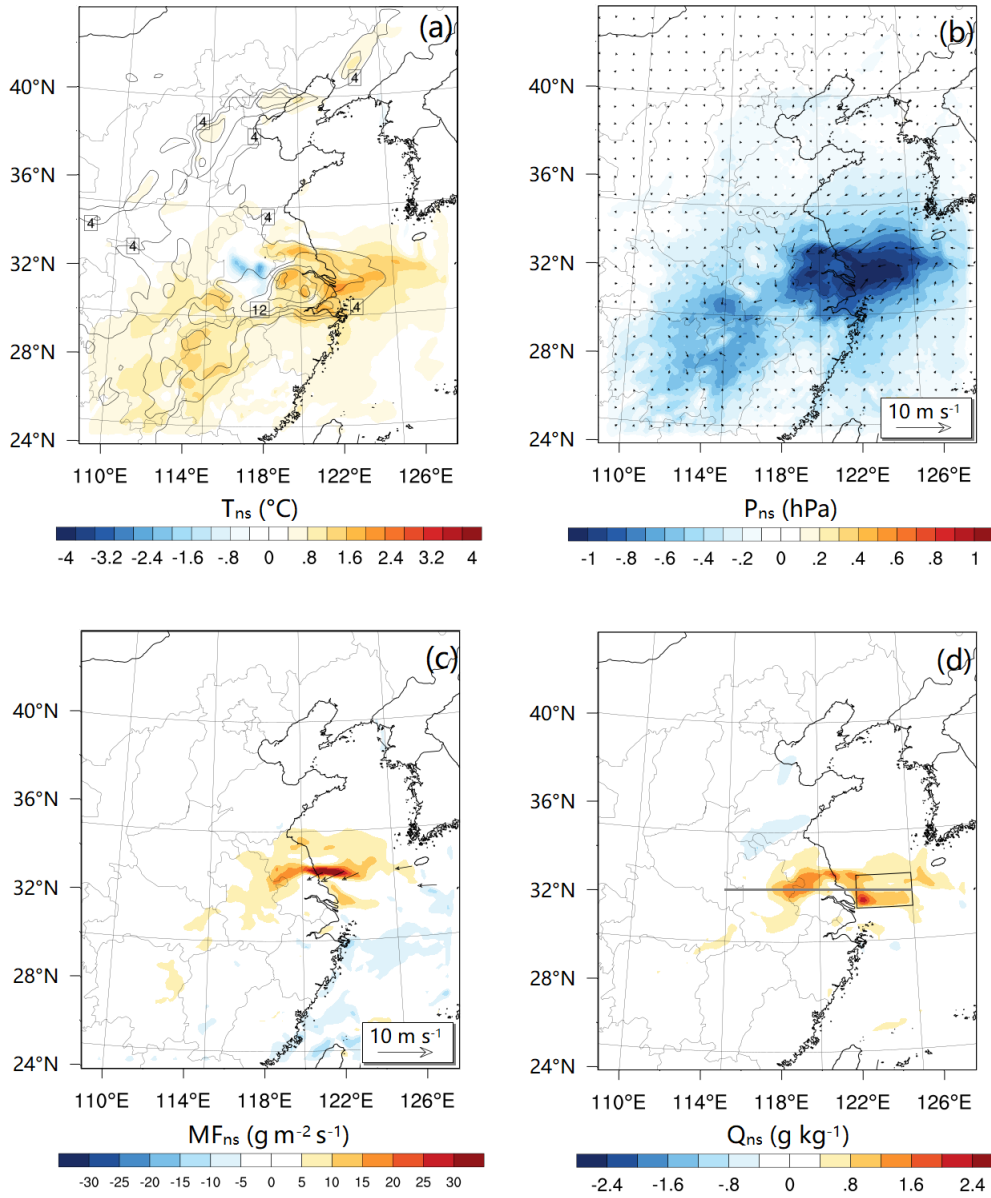 (a)
40°N
36°N
32°N
28°N
24°N
4
4
4
4
4
4
12
4
110°E 114°E 118°E 122°E 126°E
T_ns (°C)
-4 -3.2 -2.4 -1.6 -.8 0 .8 1.6 2.4 3.2 4
(b)
40°N
36°N
32°N
28°N
24°N
10 m s⁻¹
110°E 114°E 118°E 122°E 126°E
P_ns (hPa)
-1 -.8 -.6 -.4 -.2 0 .2 .4 .6 .8 1
(c)
40°N
36°N
32°N
28°N
24°N
10 m s⁻¹
110°E 114°E 118°E 122°E 126°E
MF_ns (g m⁻² s⁻¹)
-30 -25 -20 -15 -10 -5 0 5 10 15 20 25 30
(d)
40°N
36°N
32°N
28°N
24°N
110°E 114°E 118°E 122°E 126°E
Q_ns (g kg⁻¹)
-2.4 -1.6 -.8 0 .8 1.6 2.4